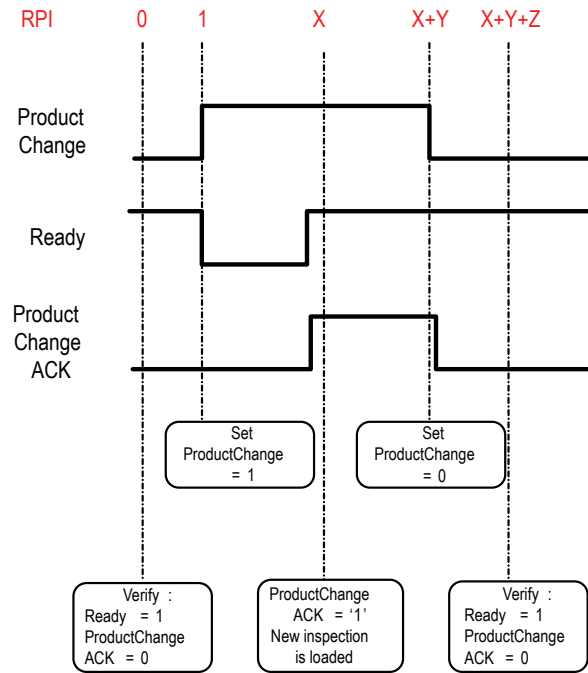 RPI 0 1 X X+Y X+Y+Z
Product
Change
Ready
Product
Change
ACK
Set
ProductChange
= 1
Set
ProductChange
= 0
Verify :
Ready = 1
ProductChange
ACK = 0
ProductChange
ACK = '1'
New inspection
is loaded
Verify :
Ready = 1
ProductChange
ACK = 0